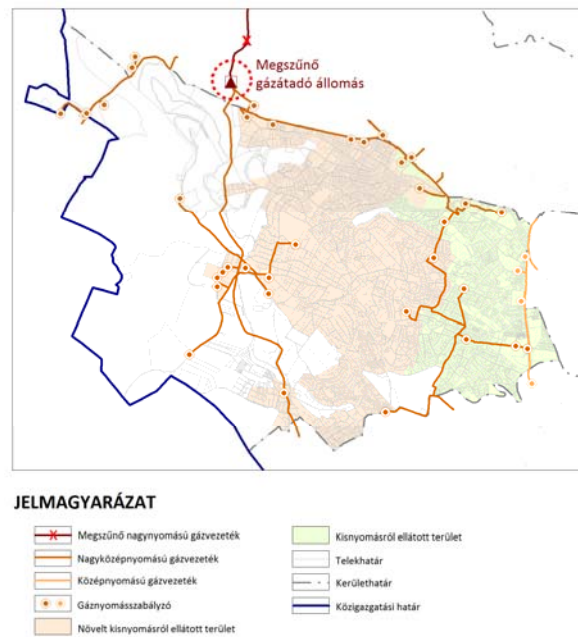 Megszűnő
gázátadó állomás
JELMAGYARÁZAT
Megszűnő nagynyomású gázvezeték
Nagyközépnyomású gázvezeték
Középnyomású gázvezeték
Gáznyomásszabályzó
Növelt kisnyomásról ellátott terület
Kisnyomásról ellátott terület
Telekhatár
Kerülethatár
Közigazgatási határ